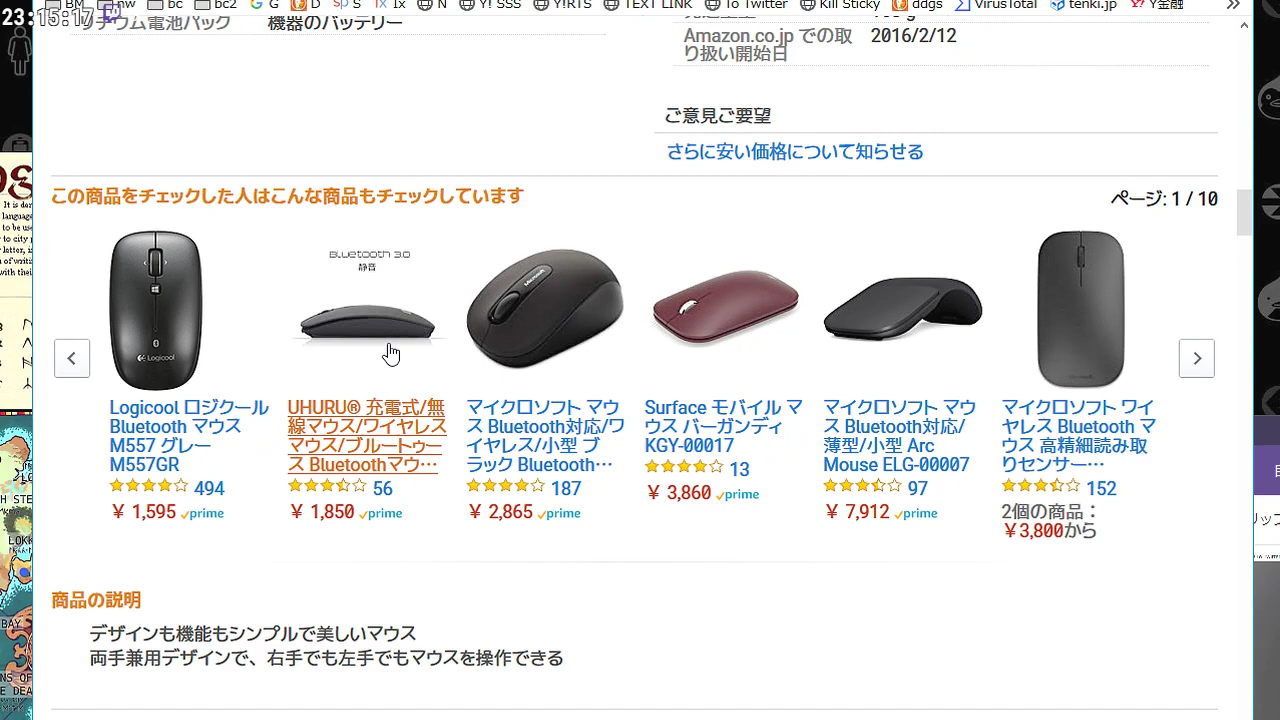 23:15:17
BM
nw
bc
bc2
G
D
S
Ix
N
Y! SSS
Y!RTS
TEXT LINK
To Twitter
Kill Sticky
ddgs
VirusTotal
tenki.jp
Y金融
リチウム電池パック 機器のバッテリー
Amazon.co.jp での取
り扱い開始日
2016/2/12
ご意見ご要望
さらに安い価格について知らせる
この商品をチェックした人はこんな商品もチェックしています
ページ: 1 / 10
Logicool
Bluetooth 3.0
静音
Microsoft
Logicool ロジクール
Bluetooth マウス
M557 グレー
M557GR
494
¥ 1,595 prime
UHURU® 充電式/無
線マウス/ワイヤレス
マウス/ブルートゥー
ス Bluetoothマウ…
56
¥ 1,850 prime
マイクロソフト マウ
ス Bluetooth対応/ワ
イヤレス/小型 ブ
ラック Bluetooth…
187
¥ 2,865 prime
Surface モバイル マ
ウス バーガンディ
KGY-00017
13
¥ 3,860 prime
マイクロソフト マウ
ス Bluetooth対応/
薄型/小型 Arc
Mouse ELG-00007
97
¥ 7,912 prime
マイクロソフト ワイ
ヤレス Bluetooth マ
ウス 高精細読み取
りセンサー…
152
2個の商品：
¥3,800から
商品の説明
デザインも機能もシンプルで美しいマウス
両手兼用デザインで、右手でも左手でもマウスを操作できる